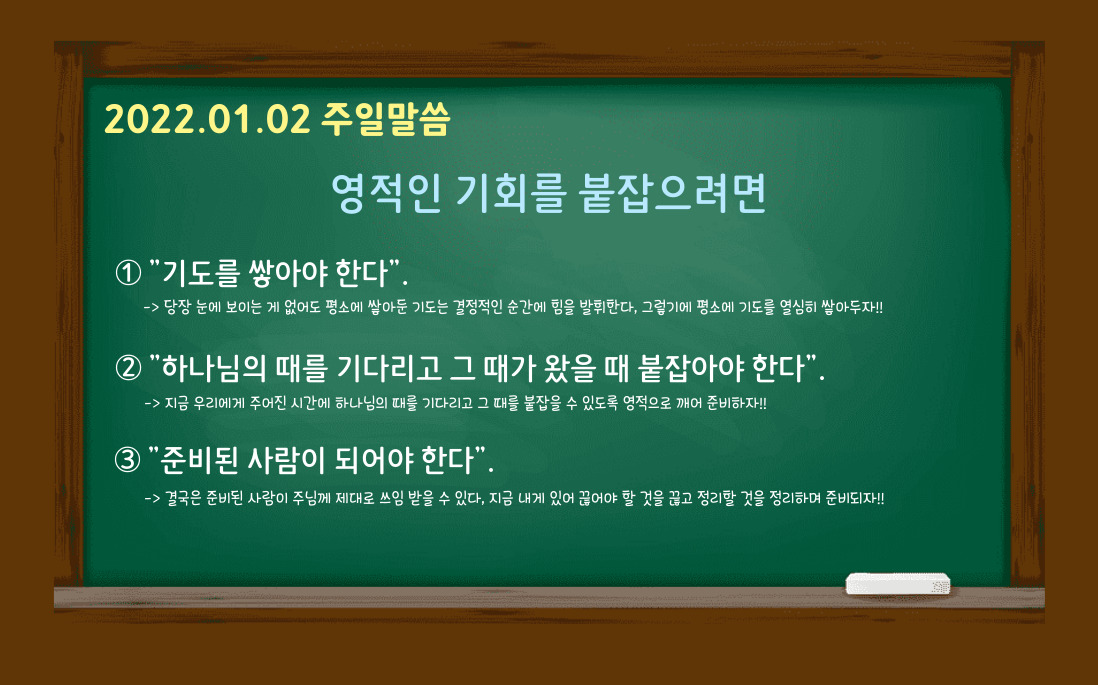 2022.01.02 주일말씀
영적인 기회를 붙잡으려면
① "기도를 쌓아야 한다".
-> 당장 눈에 보이는 게 없어도 평소에 쌓아둔 기도는 결정적인 순간에 힘을 발휘한다, 그렇기에 평소에 기도를 열심히 쌓아두자!!
② "하나님의 때를 기다리고 그 때가 왔을 때 붙잡아야 한다".
-> 지금 우리에게 주어진 시간에 하나님의 때를 기다리고 그 때를 붙잡을 수 있도록 영적으로 깨어 준비하자!!
③ "준비된 사람이 되어야 한다".
-> 결국은 준비된 사람이 주님께 제대로 쓰임 받을 수 있다, 지금 내게 있어 끊어야 할 것을 끊고 정리할 것을 정리하며 준비되자!!